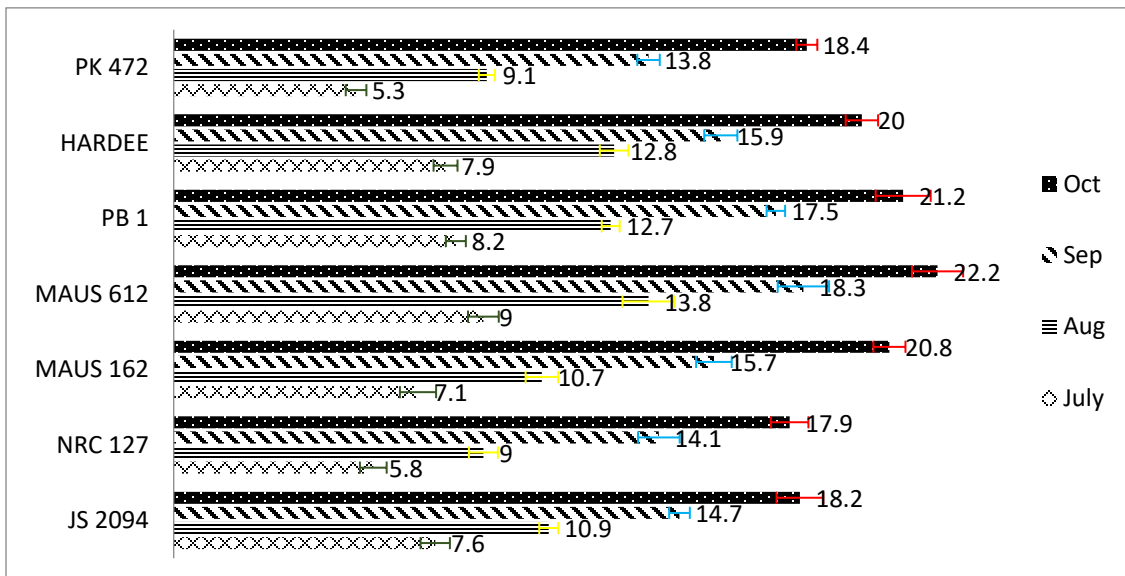 PK 472
18.4
13.8
9.1
5.3
HARDEE
20
15.9
12.8
7.9
PB 1
21.2
17.5
12.7
8.2
MAUS 612
22.2
18.3
13.8
9
MAUS 162
20.8
15.7
10.7
7.1
NRC 127
17.9
14.1
9
5.8
JS 2094
18.2
14.7
10.9
7.6
Oct
Sep
Aug
July